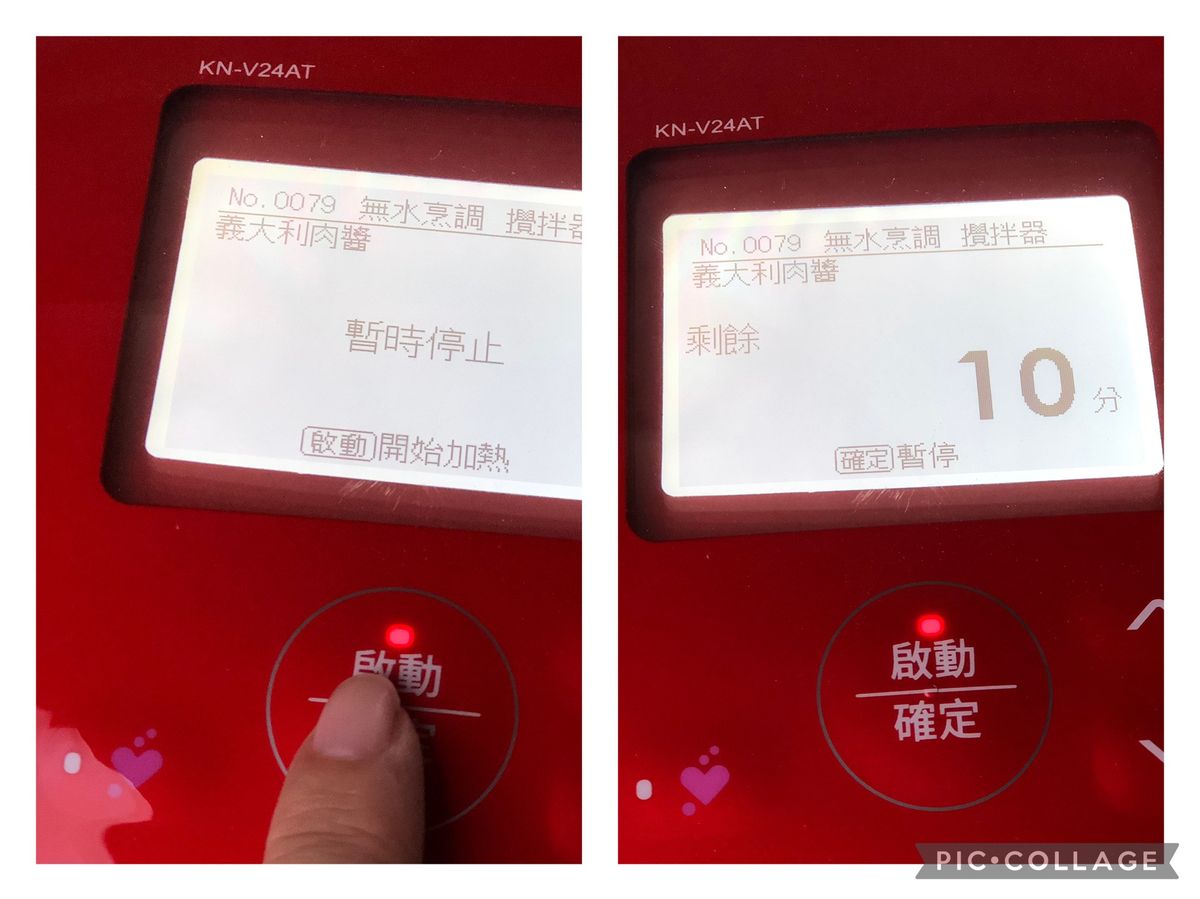 KN-V24AT
No.0079 無水烹調 攪拌器
義大利肉醬
暫時停止
啟動開始加熱
啟動
KN-V24AT
No.0079 無水烹調 攪拌器
義大利肉醬
剩餘
10分
確定暫停
啟動
確定
PIC•COLLAGE